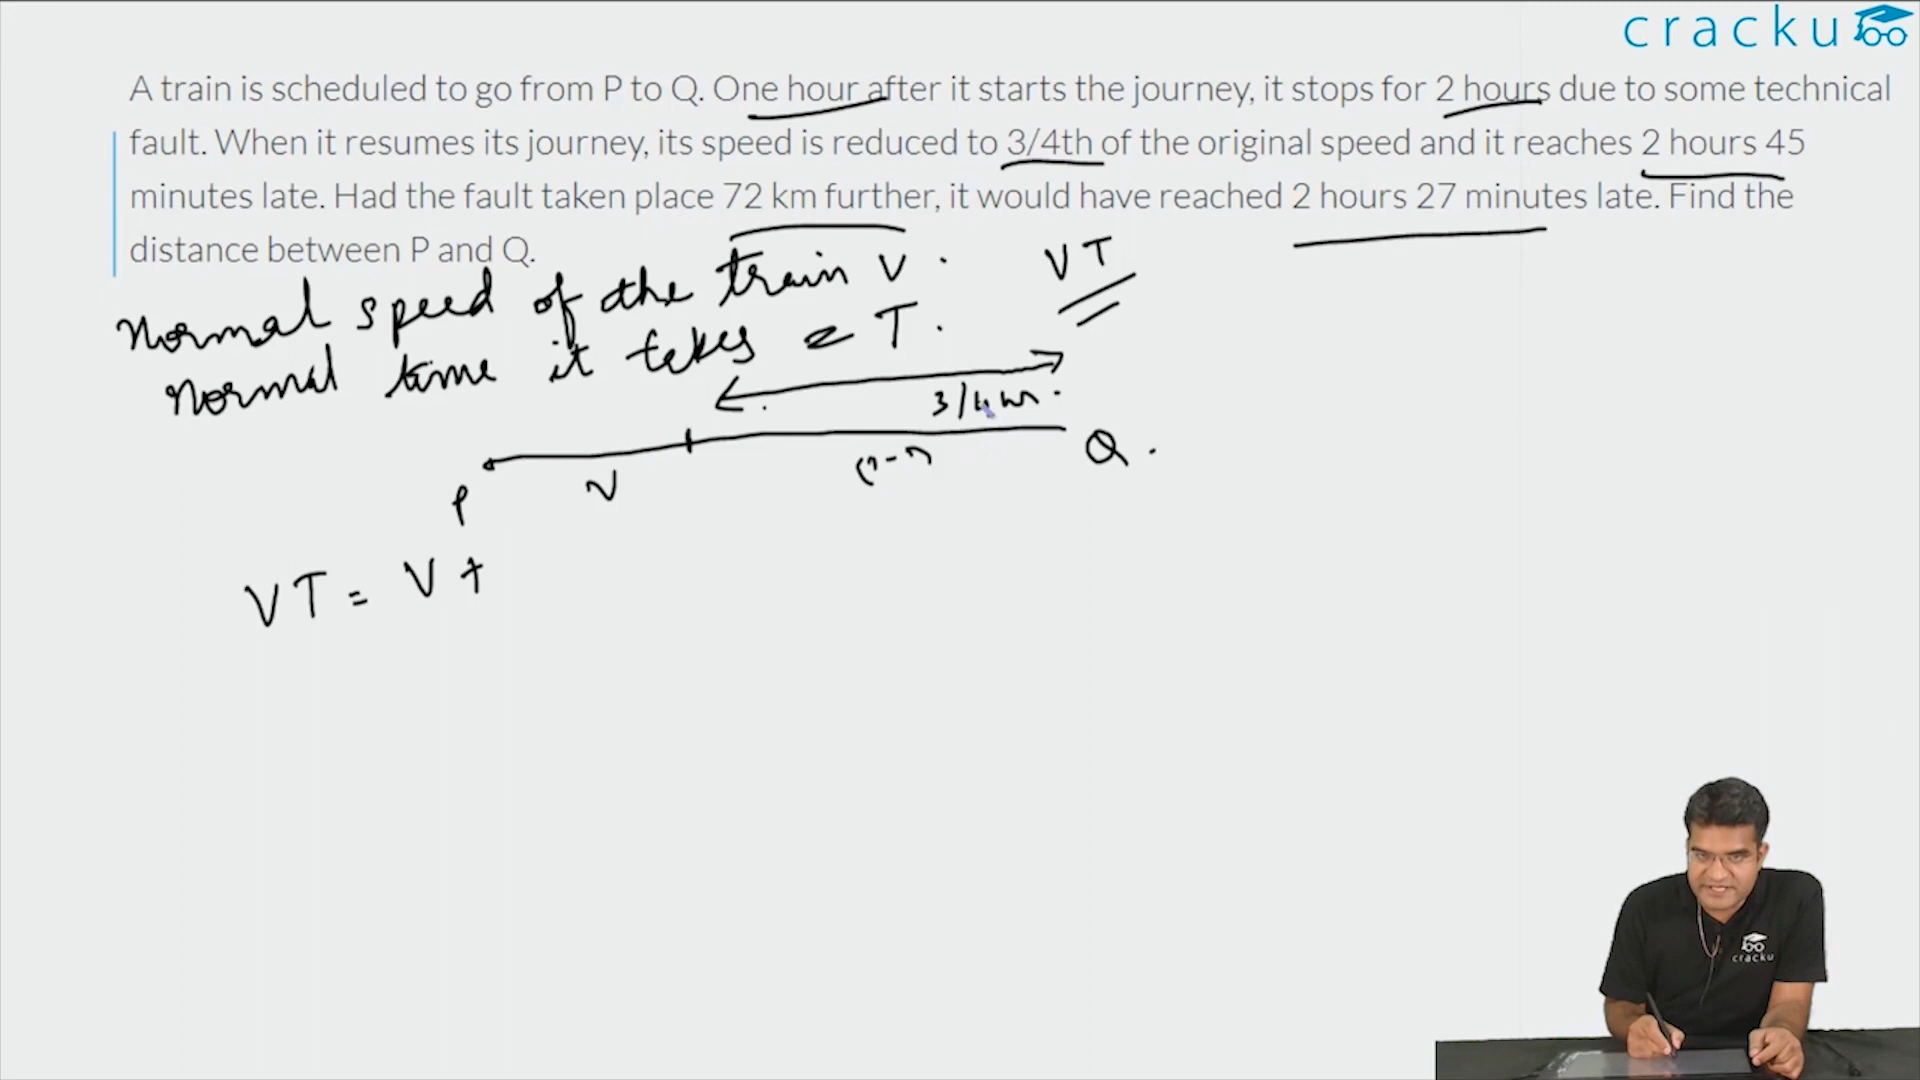 cracku
A train is scheduled to go from P to Q. One hour after it starts the journey, it stops for 2 hours due to some technical
fault. When it resumes its journey, its speed is reduced to 3/4th of the original speed and it reaches 2 hours 45
minutes late. Had the fault taken place 72 km further, it would have reached 2 hours 27 minutes late. Find the
distance between P and Q.
Normal speed of the train V.
VT
Normal time it takes = T.
3/4
P
V
Q.
VT = V +
cracku